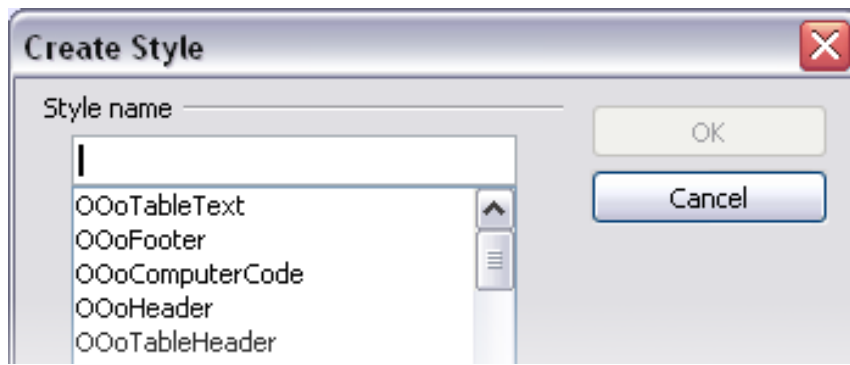 Create Style
Style name
OK
Cancel
OOoTableText
OOoFooter
OOoComputerCode
OOoHeader
OOoTableHeader